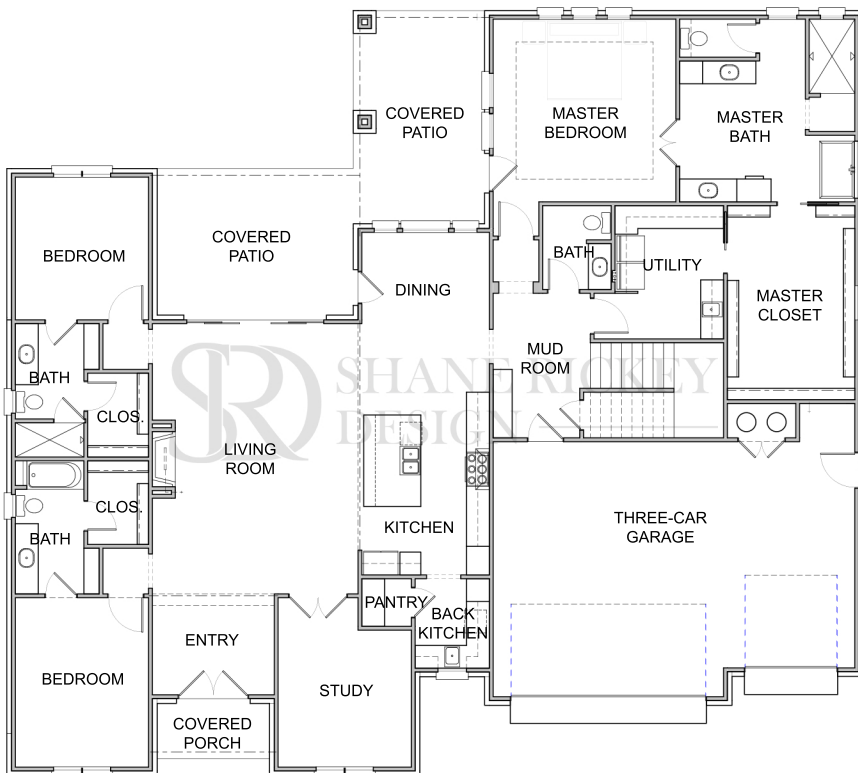 COVERED
PATIO
MASTER
BEDROOM
MASTER
BATH
BEDROOM
COVERED
PATIO
DINING
BATH
UTILITY
MASTER
CLOSET
MUD
ROOM
BATH
CLOS.
SR
SHANE RICKEY
DESIGN
LIVING
ROOM
CLOS.
BATH
KITCHEN
THREE-CAR
GARAGE
PANTRY
BACK
KITCHEN
ENTRY
BEDROOM
STUDY
COVERED
PORCH